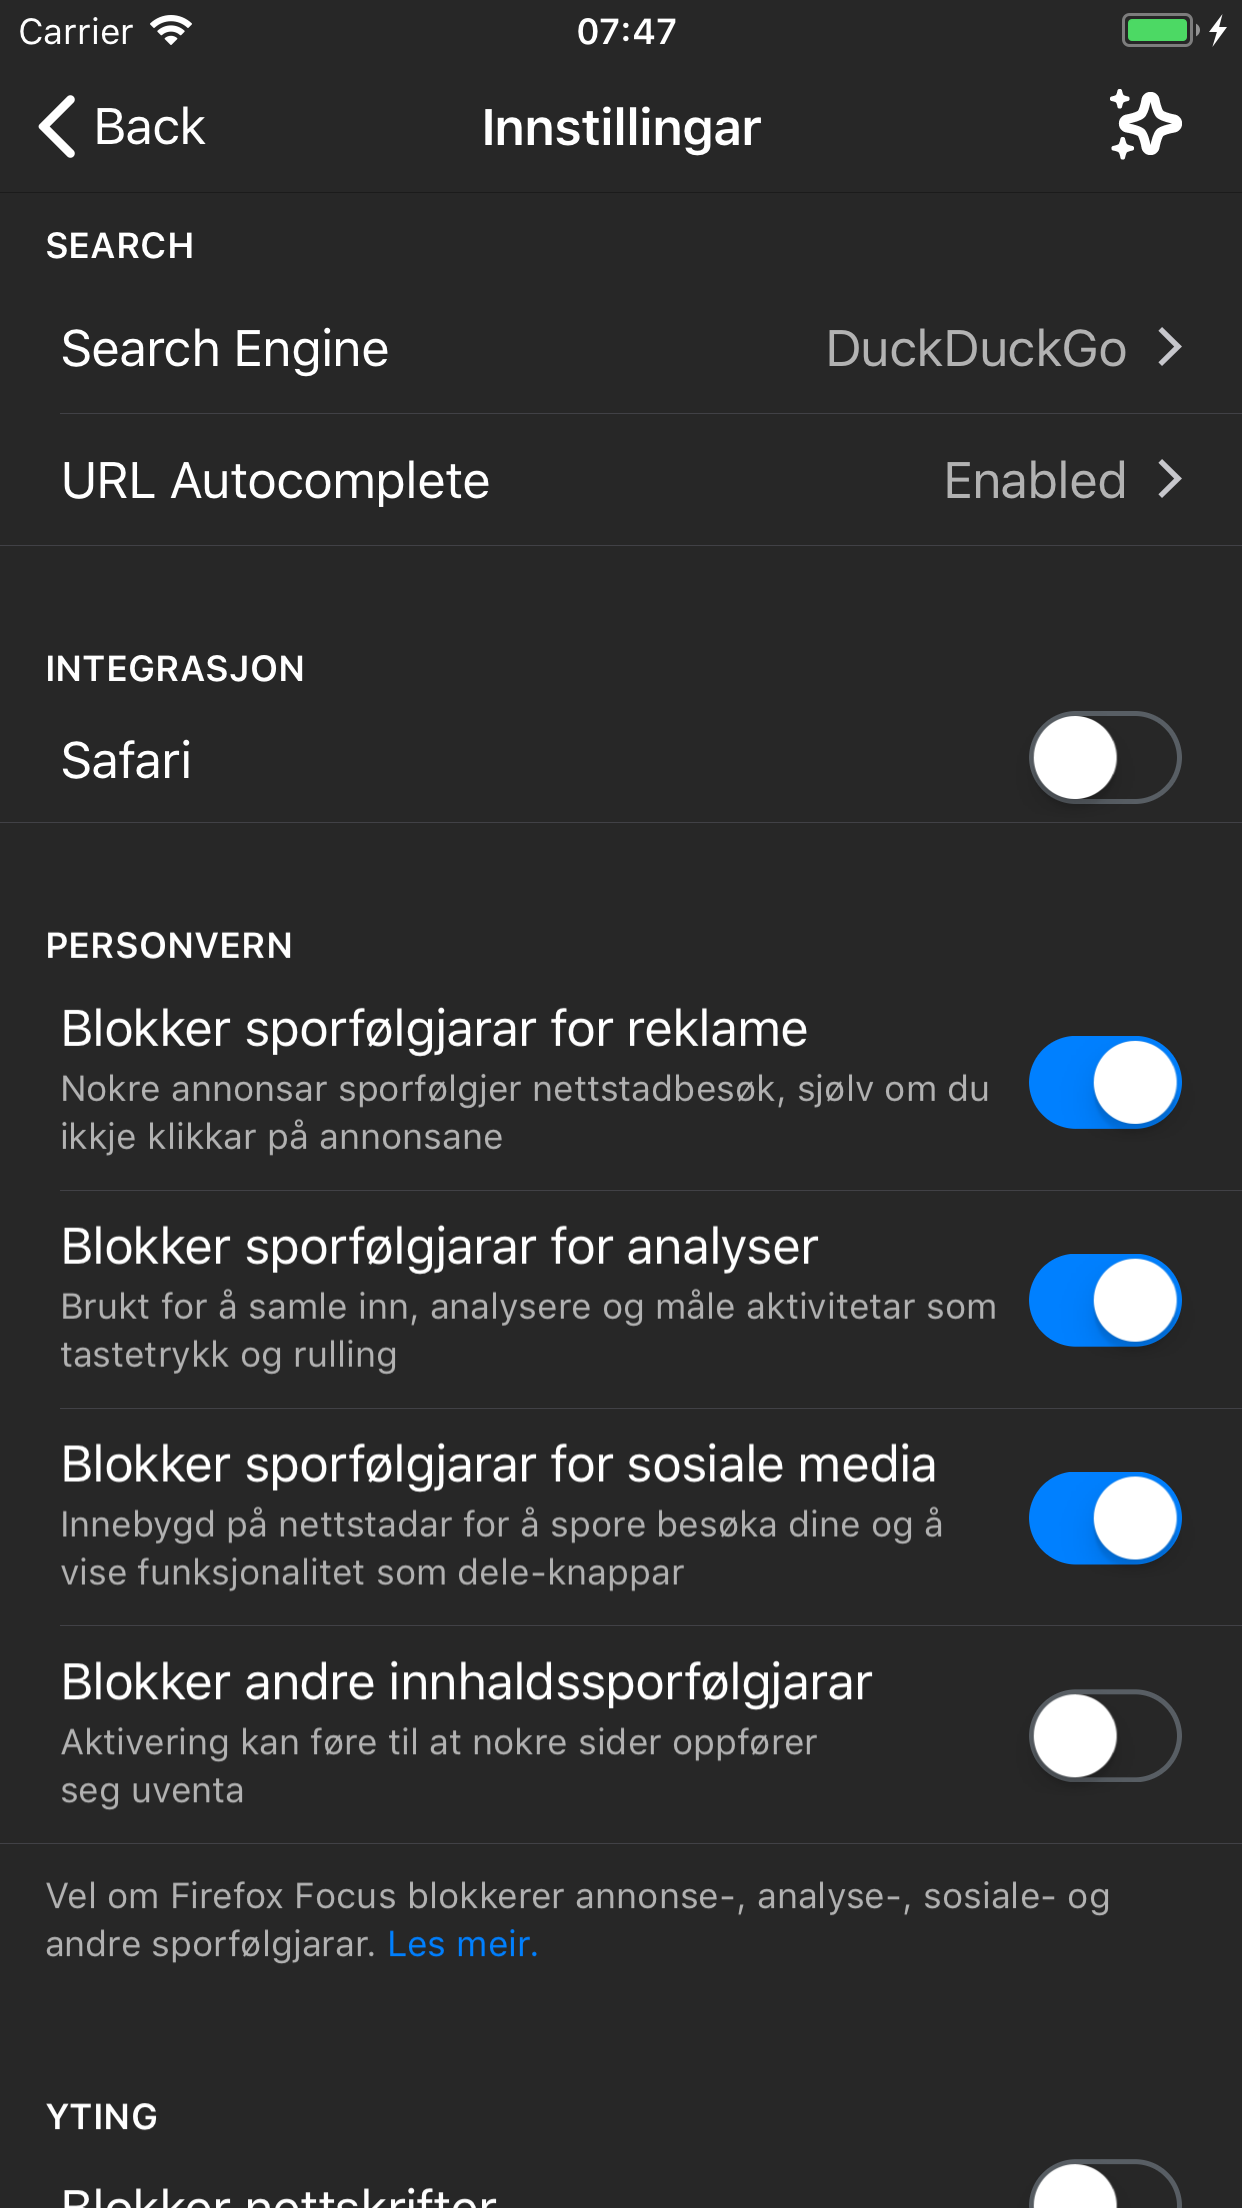 Carrier 07:47
Back Innstillingar
SEARCH
Search Engine DuckDuckGo
URL Autocomplete Enabled
INTEGRASJON
Safari
PERSONVERN
Blokker sporfølgjarar for reklame
Nokre annonsar sporfølgjer nettstadbesøk, sjølv om du
ikkje klikkar på annonsane
Blokker sporfølgjarar for analyser
Brukt for å samle inn, analysere og måle aktivitetar som
tastetrykk og rulling
Blokker sporfølgjarar for sosiale media
Innebygd på nettstadar for å spore besøka dine og å
vise funksjonalitet som dele-knappar
Blokker andre innhaldssporfølgjarar
Aktivering kan føre til at nokre sider oppfører
seg uventa
Vel om Firefox Focus blokkerer annonse-, analyse-, sosiale- og
andre sporfølgjarar. Les meir.
YTING
Blokker nettskrifter